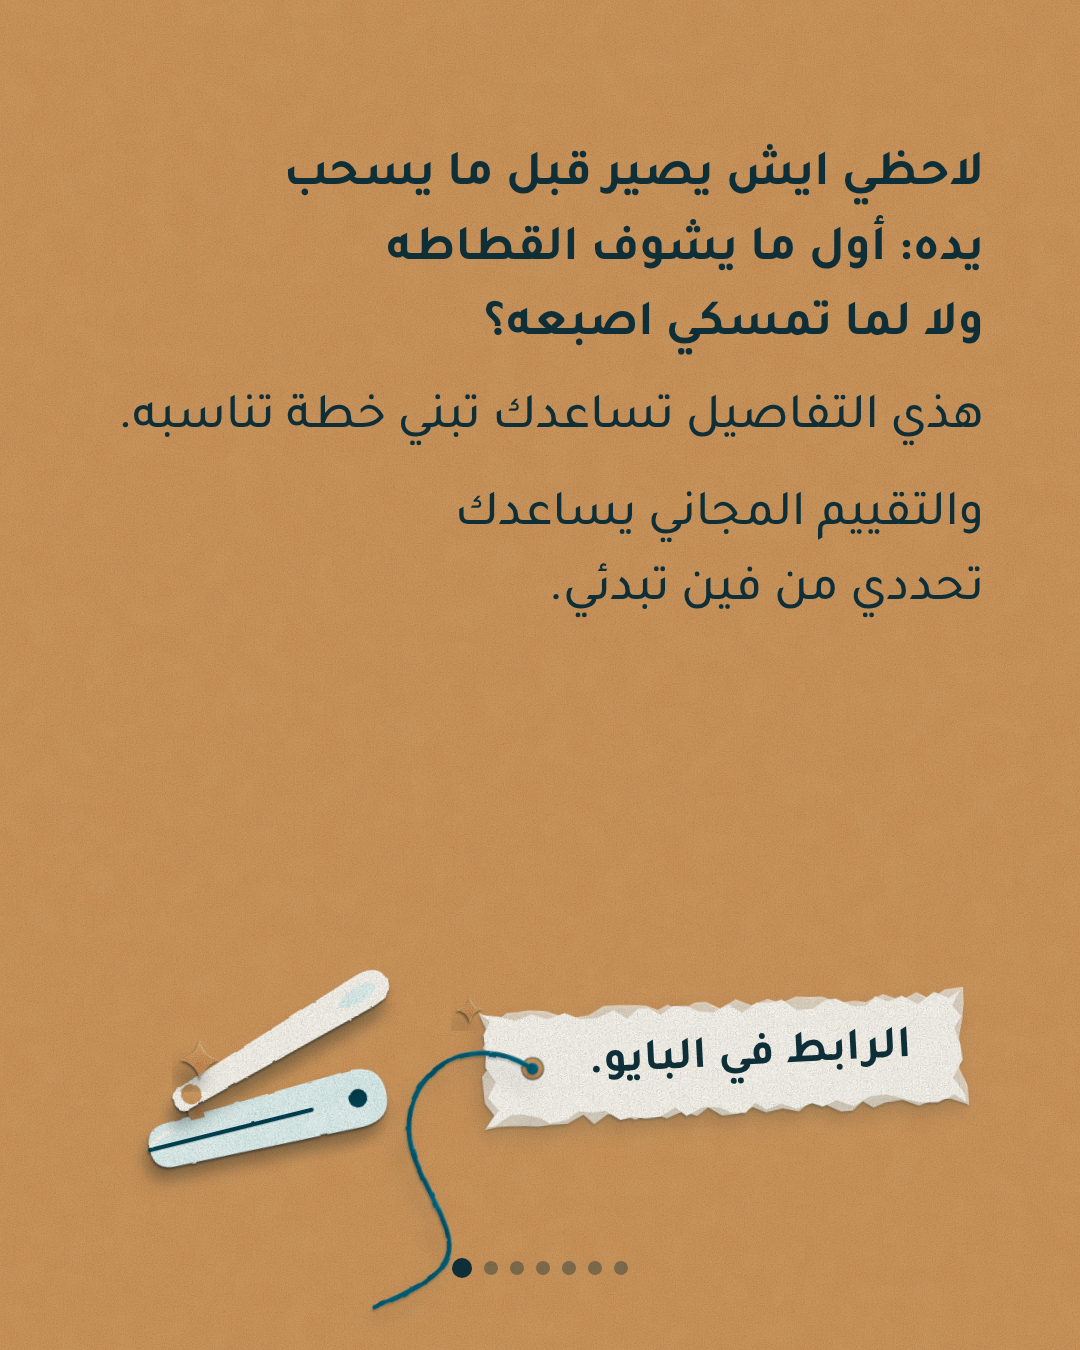 لاحظي ايش يصير قبل ما يسحب
يده: أول ما يشوف القطاطه
ولا لما تمسكي اصبعه؟
هذي التفاصيل تساعدك تبني خطة تناسبه.
والتقييم المجاني يساعدك
تحددي من فين تبدئي.
الرابط في البايو.